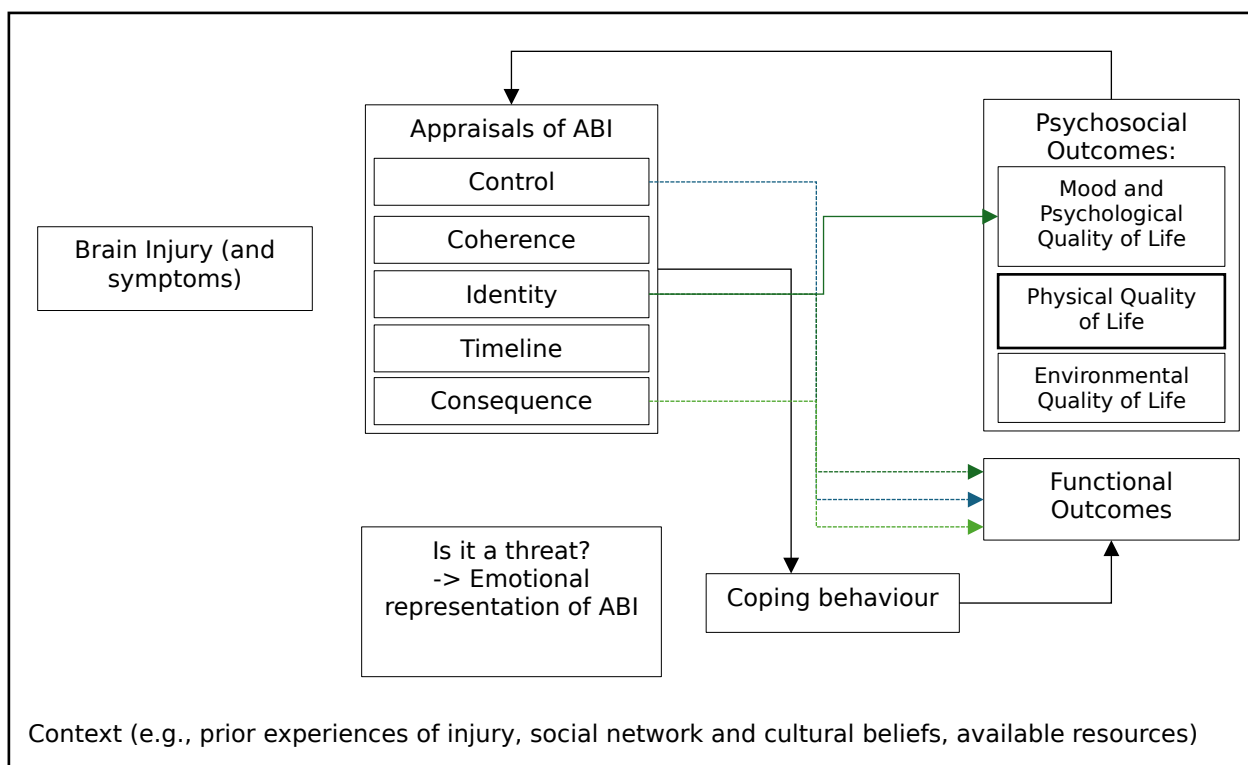 Brain Injury (and
symptoms)
Appraisals of ABI
Control
Coherence
Identity
Timeline
Consequence
Is it a threat?
-> Emotional
representation of ABI
Coping behaviour
Psychosocial
Outcomes:
Mood and
Psychological
Quality of Life
Physical Quality
of Life
Environmental
Quality of Life
Functional
Outcomes
Context (e.g., prior experiences of injury, social network and cultural beliefs, available resources)